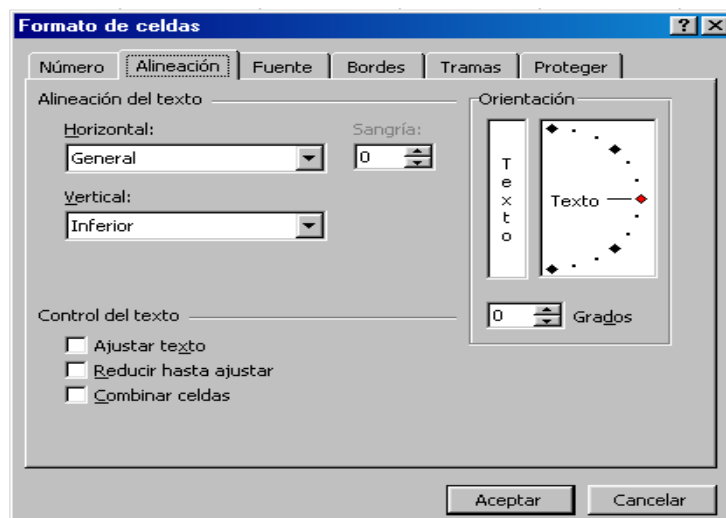 Formato de celdas
Número Alineación Fuente Bordes Tramas Proteger
Alineación del texto
Horizontal:
General
Sangría:
0
Vertical:
Inferior
Orientación
Texto
Texto
0 Grados
Control del texto
Ajustar texto
Reducir hasta ajustar
Combinar celdas
Aceptar Cancelar